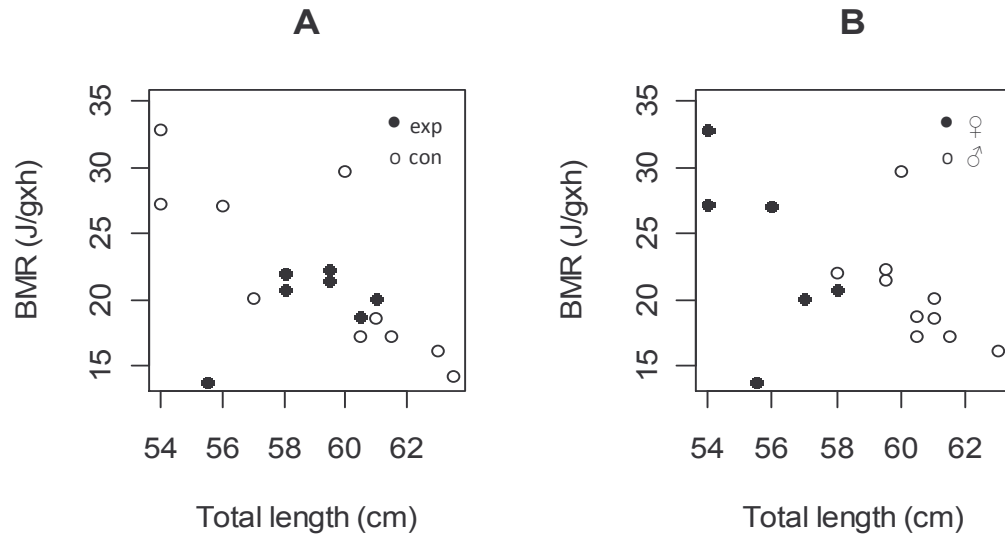 A
BMR (J/gxh)
35
30
25
20
15
exp
con
54 56 58 60 62
Total length (cm)
B
BMR (J/gxh)
35
30
25
20
15
♀
♂
54 56 58 60 62
Total length (cm)